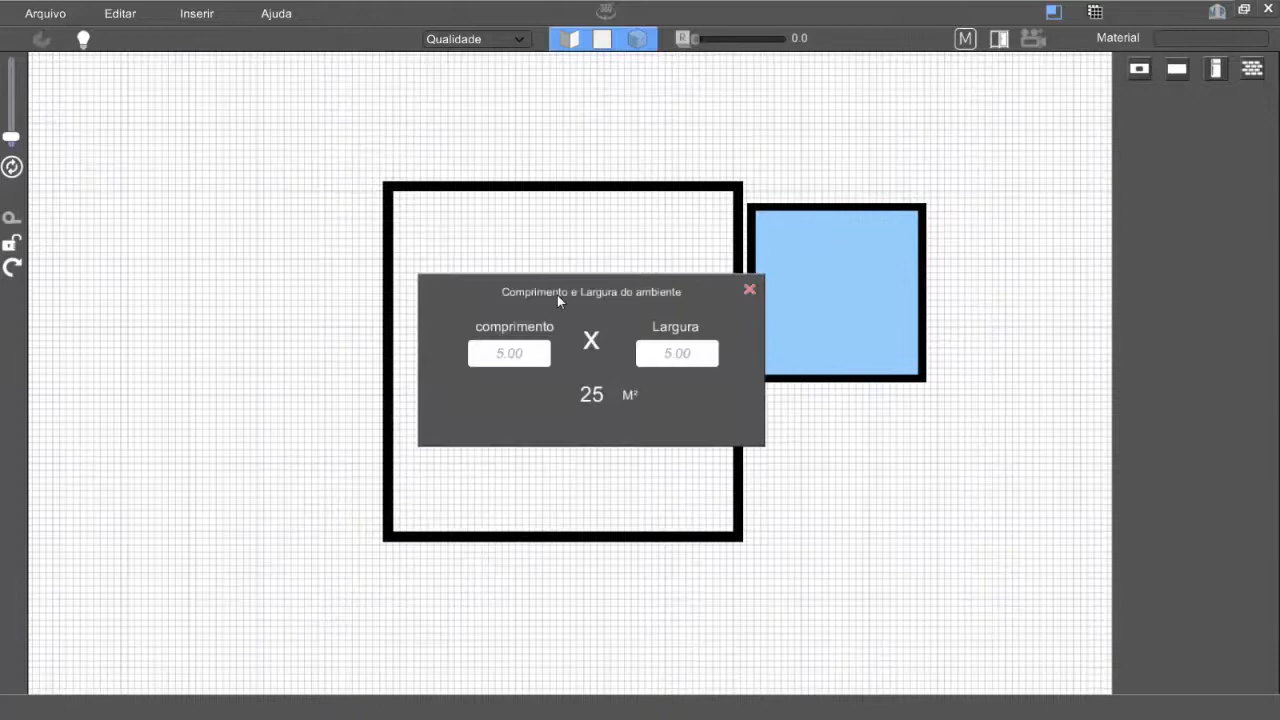 Arquivo Editar Inserir Ajuda
Qualidade 0.0 M Material
Comprimento e Largura do ambiente
comprimento X Largura
5.00 5.00
25 M²